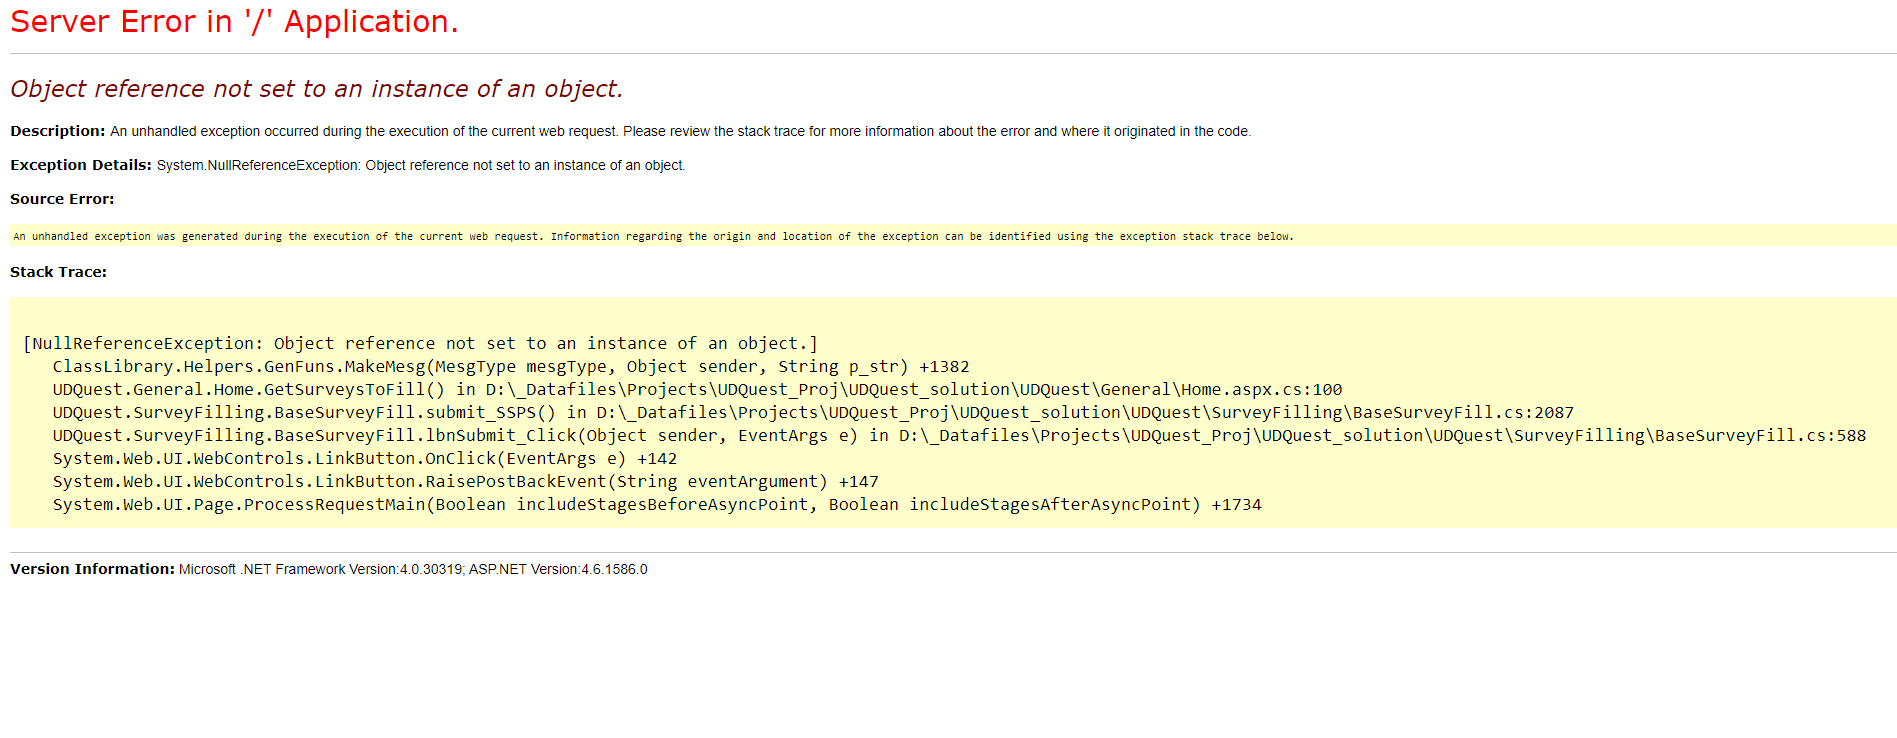 Server Error in '/' Application.
Object reference not set to an instance of an object.
Description: An unhandled exception occurred during the execution of the current web request. Please review the stack trace for more information about the error and where it originated in the code.
Exception Details: System.NullReferenceException: Object reference not set to an instance of an object.
Source Error:
An unhandled exception was generated during the execution of the current web request. Information regarding the origin and location of the exception can be identified using the exception stack trace below.
Stack Trace:
[NullReferenceException: Object reference not set to an instance of an object.]
ClassLibrary.Helpers.GenFuns.MakeMesg(MesgType mesgType, Object sender, String p_str) +1382
UDQuest.General.Home.GetSurveysToFill() in D:\_Datafiles\Projects\UDQuest_Proj\UDQuest_solution\UDQuest\General\Home.aspx.cs:100
UDQuest.SurveyFilling.BaseSurveyFill.submit_SSPS() in D:\_Datafiles\Projects\UDQuest_Proj\UDQuest_solution\UDQuest\SurveyFilling\BaseSurveyFill.cs:2087
UDQuest.SurveyFilling.BaseSurveyFill.lbnSubmit_Click(Object sender, EventArgs e) in D:\_Datafiles\Projects\UDQuest_Proj\UDQuest_solution\UDQuest\SurveyFilling\BaseSurveyFill.cs:588
System.Web.UI.WebControls.LinkButton.OnClick(EventArgs e) +142
System.Web.UI.WebControls.LinkButton.RaisePostBackEvent(String eventArgument) +147
System.Web.UI.Page.ProcessRequestMain(Boolean includeStagesBeforeAsyncPoint, Boolean includeStagesAfterAsyncPoint) +1734
Version Information: Microsoft .NET Framework Version:4.0.30319; ASP.NET Version:4.6.1586.0